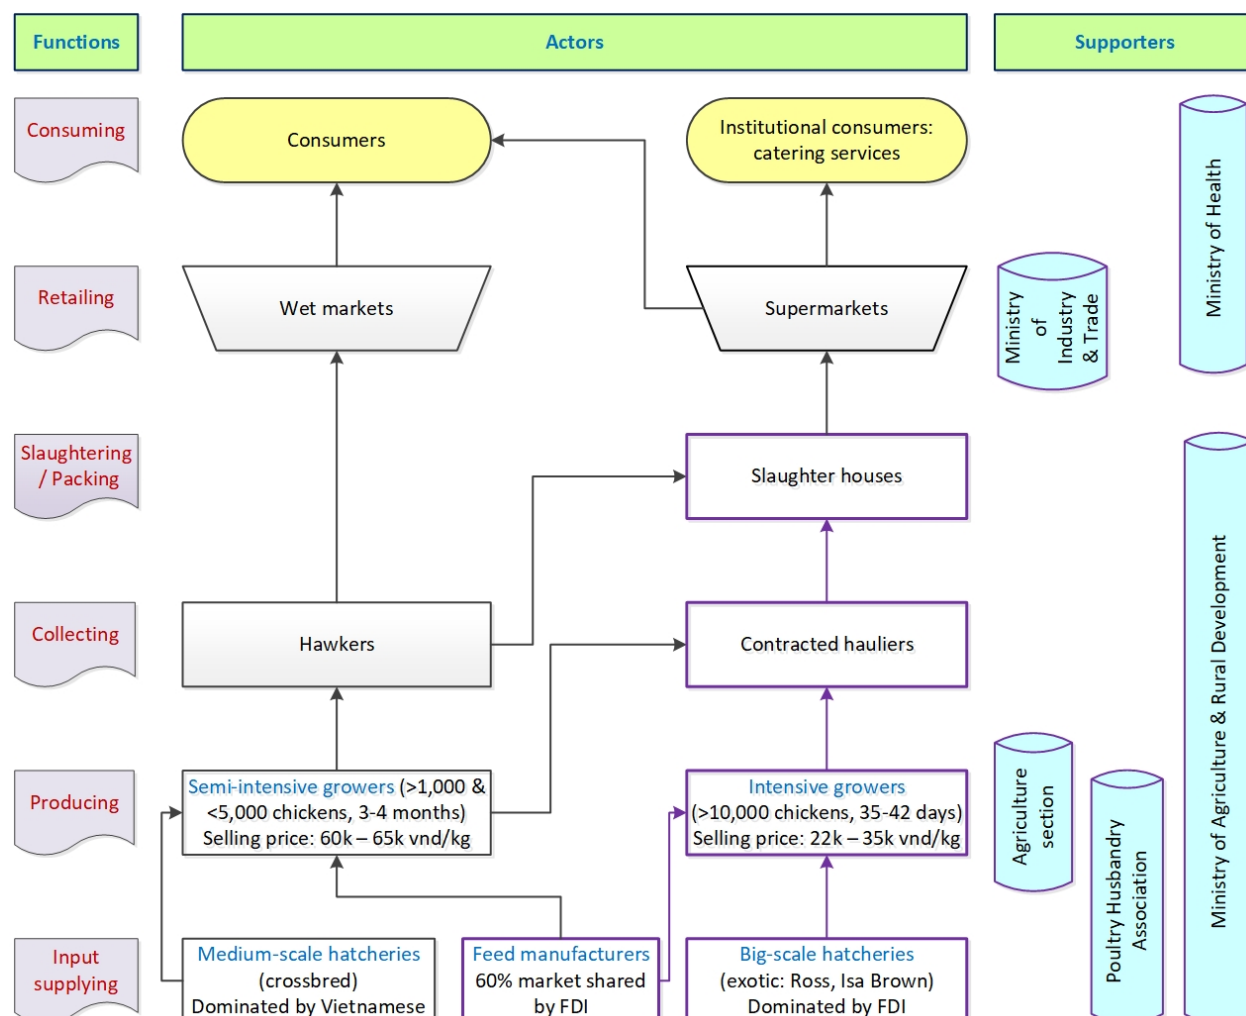 Functions
Actors
Supporters
Consuming
Consumers
Institutional consumers:
catering services
Ministry of Health
Retailing
Wet markets
Supermarkets
Ministry
of
Industry
& Trade
Slaughtering
/ Packing
Slaughter houses
Ministry of Agriculture & Rural Development
Collecting
Hawkers
Contracted hauliers
Producing
Semi-intensive growers (>1,000 &
<5,000 chickens, 3-4 months)
Selling price: 60k – 65k vnd/kg
Intensive growers
(>10,000 chickens, 35-42 days)
Selling price: 22k – 35k vnd/kg
Agriculture
section
Poultry Husbandry
Association
Input
supplying
Medium-scale hatcheries
(crossbred)
Dominated by Vietnamese
Feed manufacturers
60% market shared
by FDI
Big-scale hatcheries
(exotic: Ross, Isa Brown)
Dominated by FDI